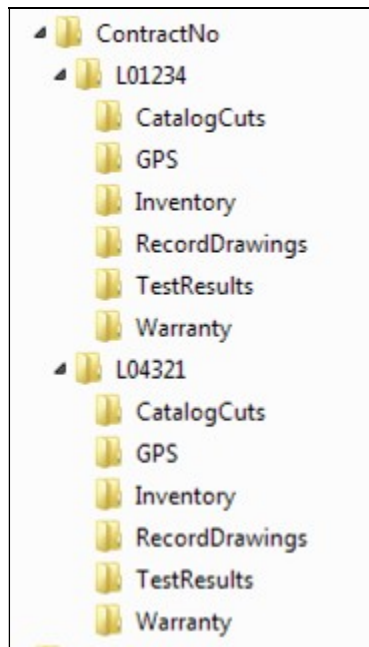 ContractNo
L01234
CatalogCuts
GPS
Inventory
RecordDrawings
TestResults
Warranty
L04321
CatalogCuts
GPS
Inventory
RecordDrawings
TestResults
Warranty